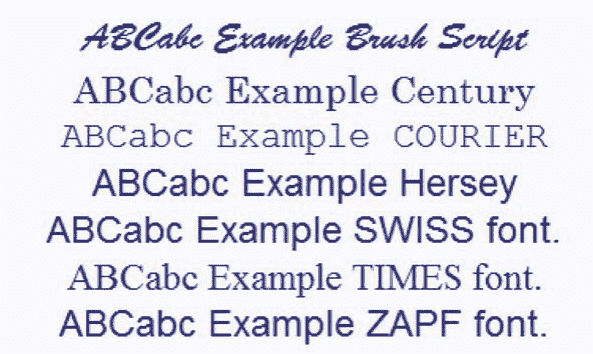 ABCabc Example Brush Script
ABCabc Example Century
ABCabc Example COURIER
ABCabc Example Hersey
ABCabc Example SWISS font.
ABCabc Example TIMES font.
ABCabc Example ZAPF font.